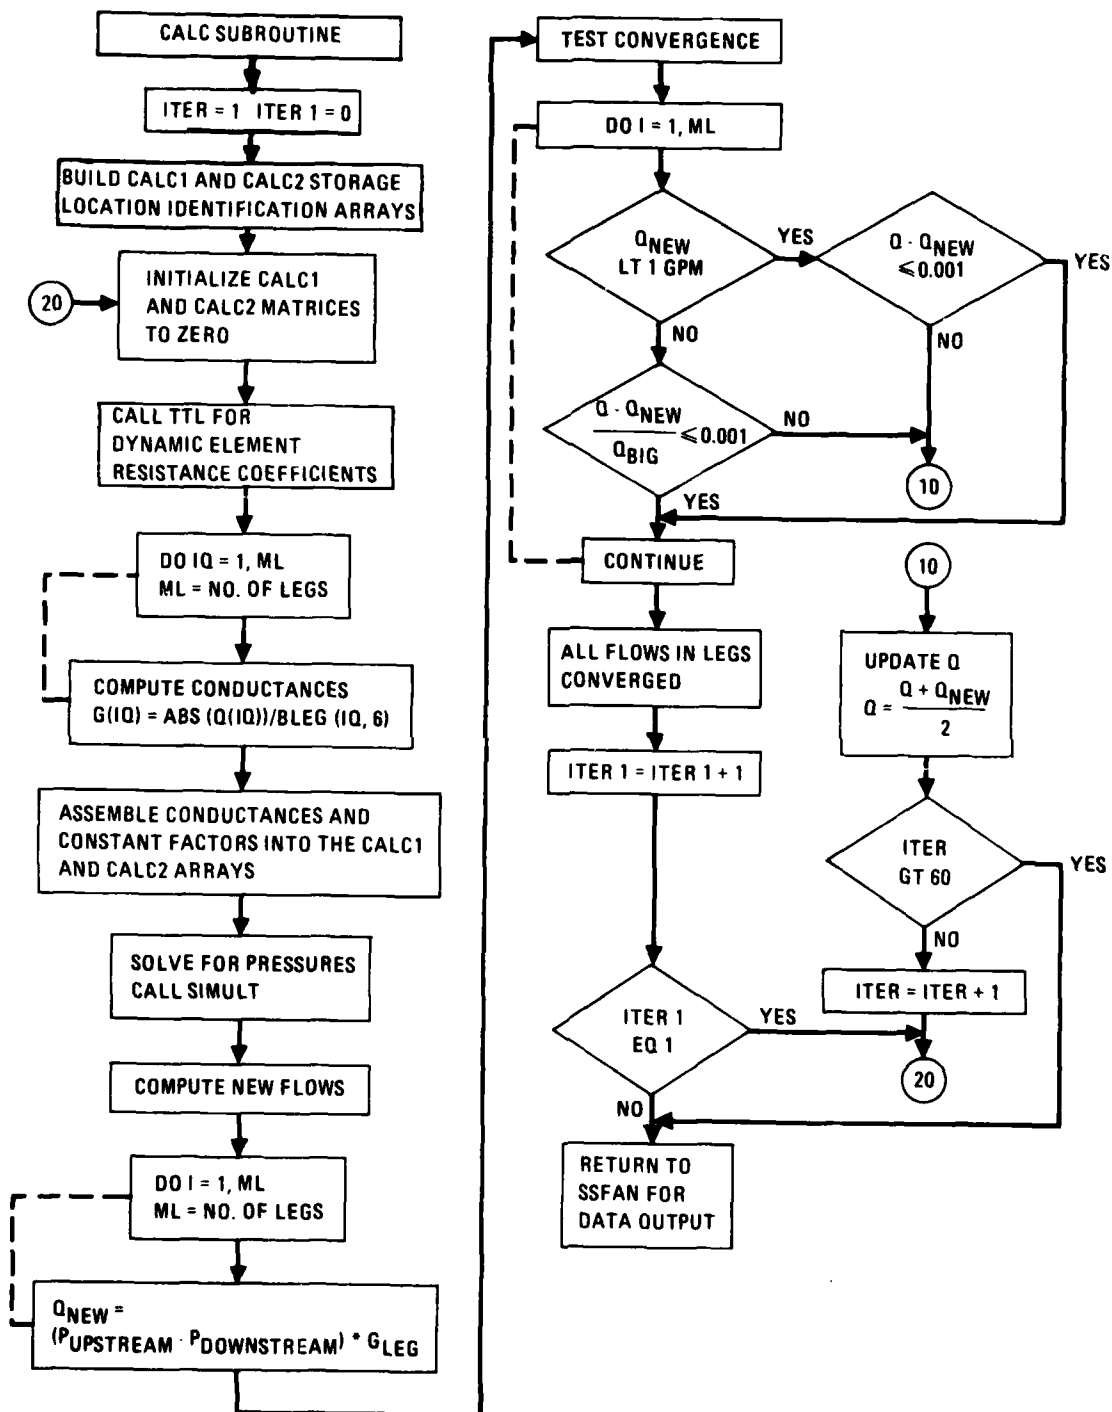 CALC SUBROUTINE
ITER = 1 ITER 1 = 0
BUILD CALC1 AND CALC2 STORAGE
LOCATION IDENTIFICATION ARRAYS
20
INITIALIZE CALC1
AND CALC2 MATRICES
TO ZERO
CALL TTL FOR
DYNAMIC ELEMENT
RESISTANCE COEFFICIENTS
DO IQ = 1, ML
ML = NO. OF LEGS
COMPUTE CONDUCTANCES
G(IQ) = ABS (Q(IQ))/BLEG (IQ, 6)
ASSEMBLE CONDUCTANCES AND
CONSTANT FACTORS INTO THE CALC1
AND CALC2 ARRAYS
SOLVE FOR PRESSURES
CALL SIMULT
COMPUTE NEW FLOWS
DO I = 1, ML
ML = NO. OF LEGS
QNEW =
(PUPSTREAM - PDOWNSTREAM) * GLEG
TEST CONVERGENCE
DO I = 1, ML
QNEW
LT 1 GPM
YES
NO
Q - QNEW
≤ 0.001
YES
NO
Q - QNEW
≤ 0.001
QBIG
NO
YES
10
CONTINUE
ALL FLOWS IN LEGS
CONVERGED
ITER 1 = ITER 1 + 1
ITER 1
EQ 1
YES
NO
RETURN TO
SSFAN FOR
DATA OUTPUT
10
UPDATE Q
Q = Q + QNEW
2
ITER
GT 60
YES
NO
ITER = ITER + 1
20